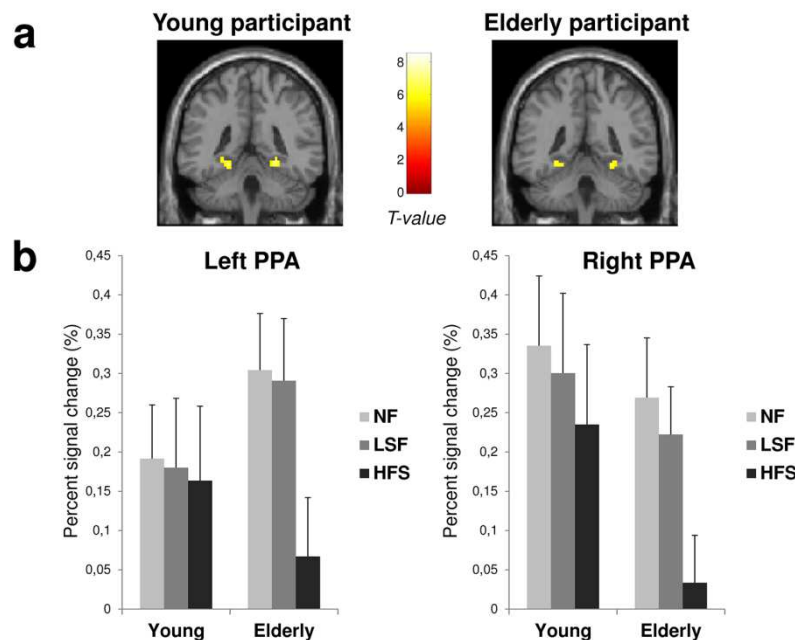 a
Young participant
Elderly participant
8
6
4
2
0
T-value
b
Left PPA
Percent signal change (%)
0,45
0,4
0,35
0,3
0,25
0,2
0,15
0,1
0,05
0
Young
Elderly
NF
LSF
HFS
Right PPA
Percent signal change (%)
0,45
0,4
0,35
0,3
0,25
0,2
0,15
0,1
0,05
0
Young
Elderly
NF
LSF
HFS